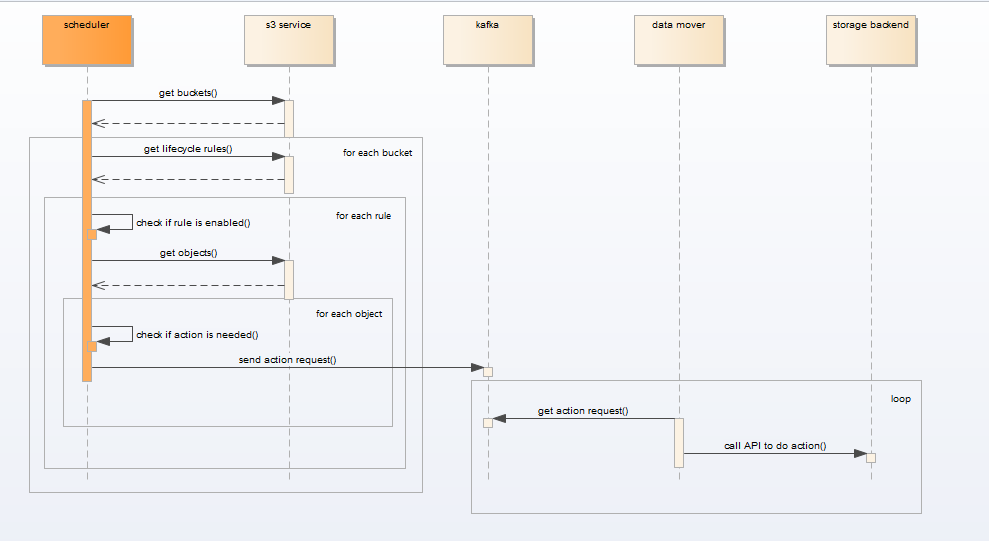 scheduler
s3 service
kafka
data mover
storage backend
get buckets()
get lifecycle rules()
for each bucket
for each rule
check if rule is enabled()
get objects()
for each object
check if action is needed()
send action request()
loop
get action request()
call API to do action()